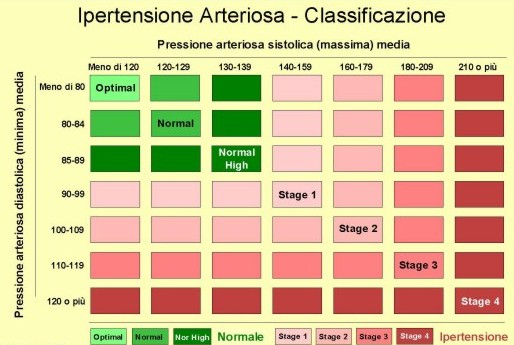 Ipertensione Arteriosa - Classificazione
Pressione arteriosa sistolica (massima) media
Meno di 120 120-129 130-139 140-159 160-179 180-209 210 o più
Pressione arteriosa diastolica (minima) media
Meno di 80 Optimal
80-84 Normal
85-89 Normal
High
90-99 Stage 1
100-109 Stage 2
110-119 Stage 3
120 o più Stage 4
Optimal Normal Nor High Normale Stage 1 Stage 2 Stage 3 Stage 4 Ipertensione